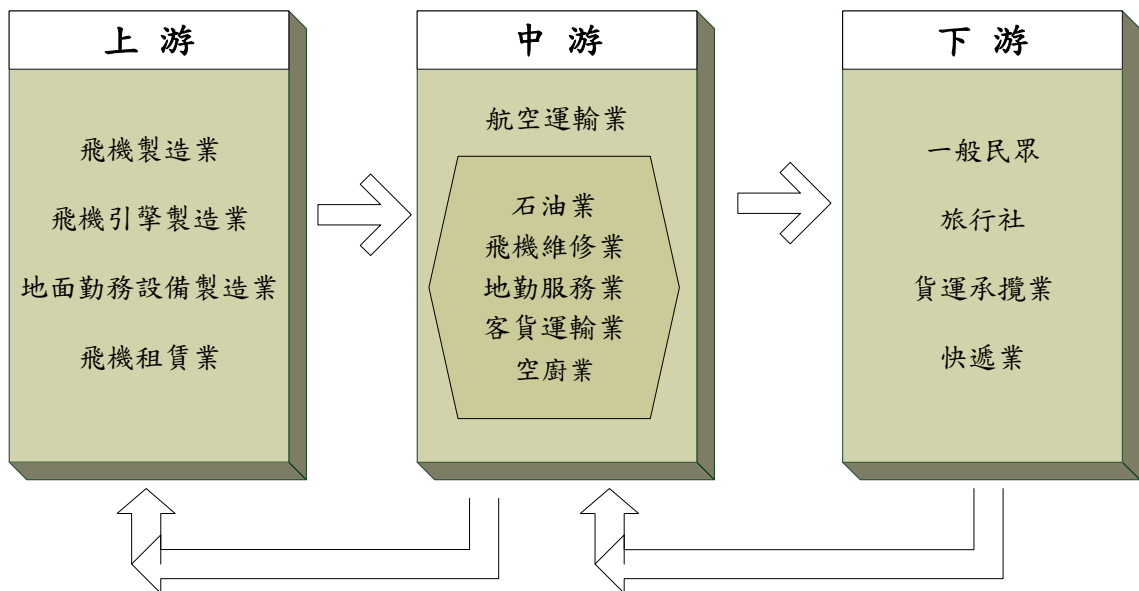 上 游
飛機製造業
飛機引擎製造業
地面勤務設備製造業
飛機租賃業
中 游
航空運輸業
石油業
飛機維修業
地勤服務業
客貨運輸業
空廚業
下 游
一般民眾
旅行社
貨運承攬業
快遞業